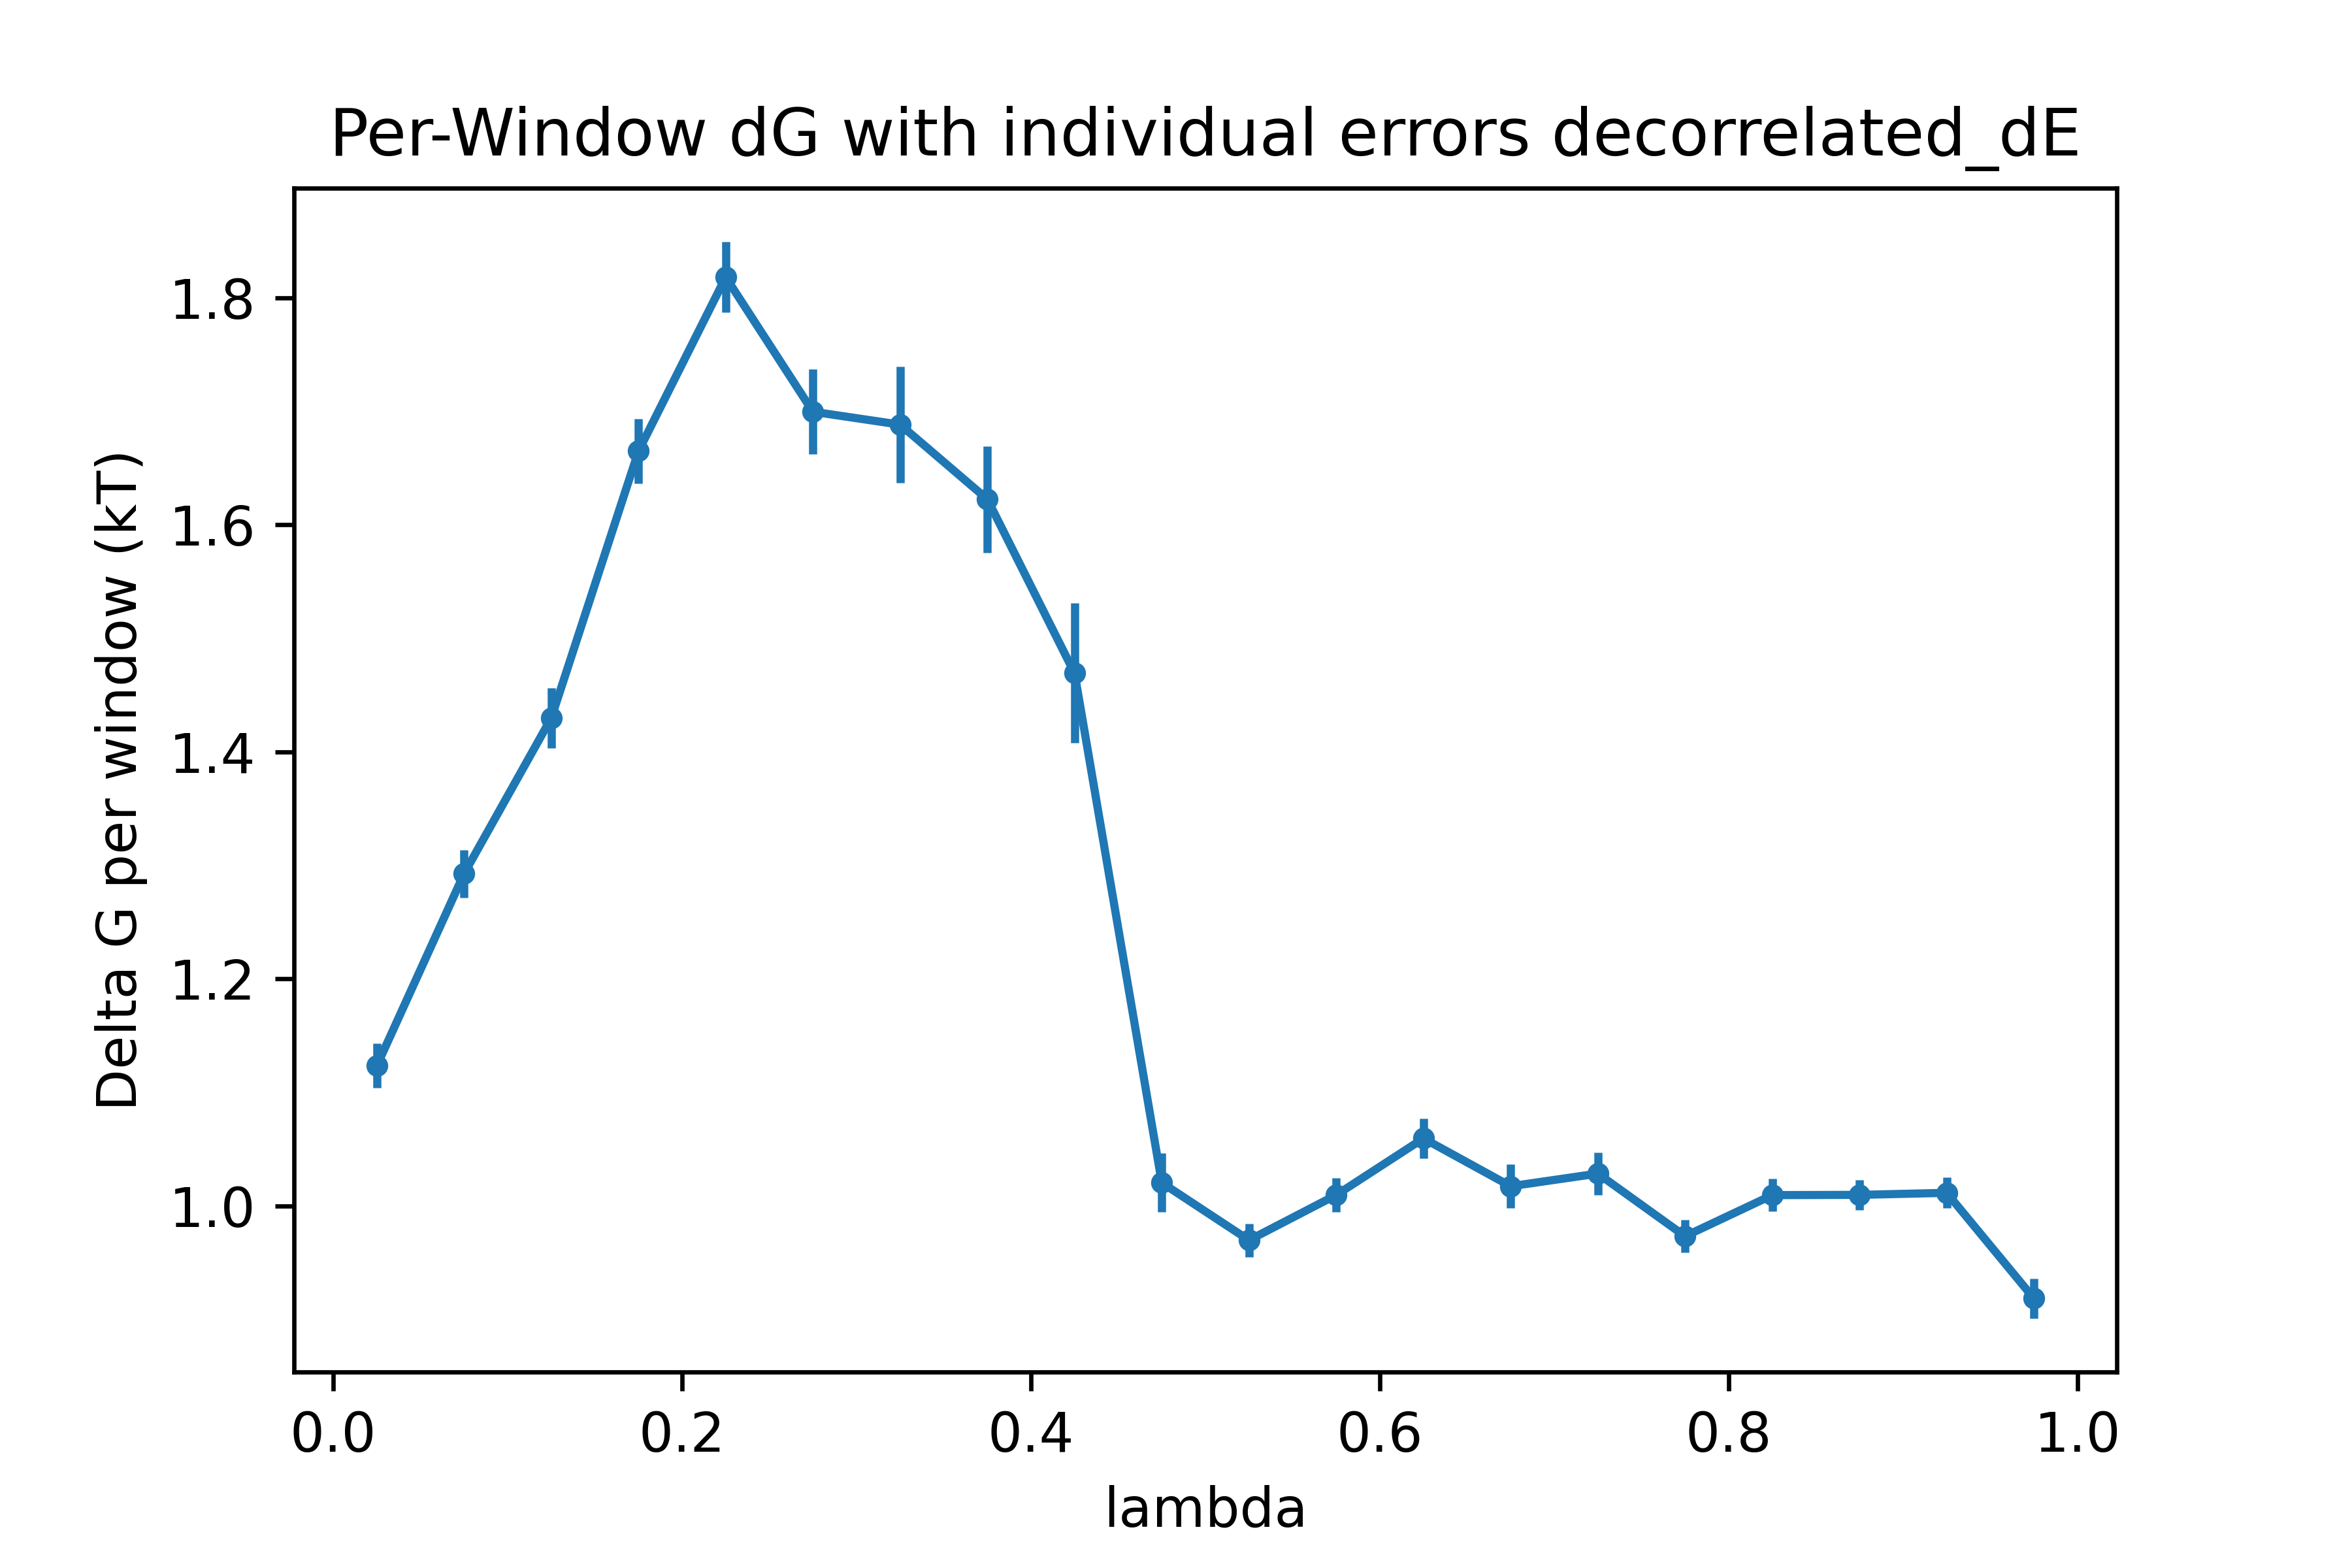 Per-Window dG with individual errors decorrelated_dE
Delta G per window (kT)
1.8
1.6
1.4
1.2
1.0
0.0 0.2 0.4 0.6 0.8 1.0
lambda